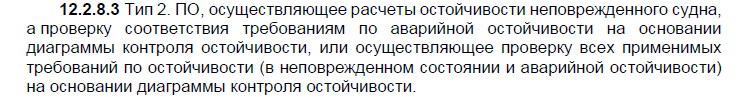 12.2.8.3 Тип 2. ПО, осуществляющее расчеты остойчивости неповрежденного судна,
а проверку соответствия требованиям по аварийной остойчивости на основании
диаграммы контроля остойчивости, или осуществляющее проверку всех применимых
требований по остойчивости (в неповрежденном состоянии и аварийной остойчивости)
на основании диаграммы контроля остойчивости.